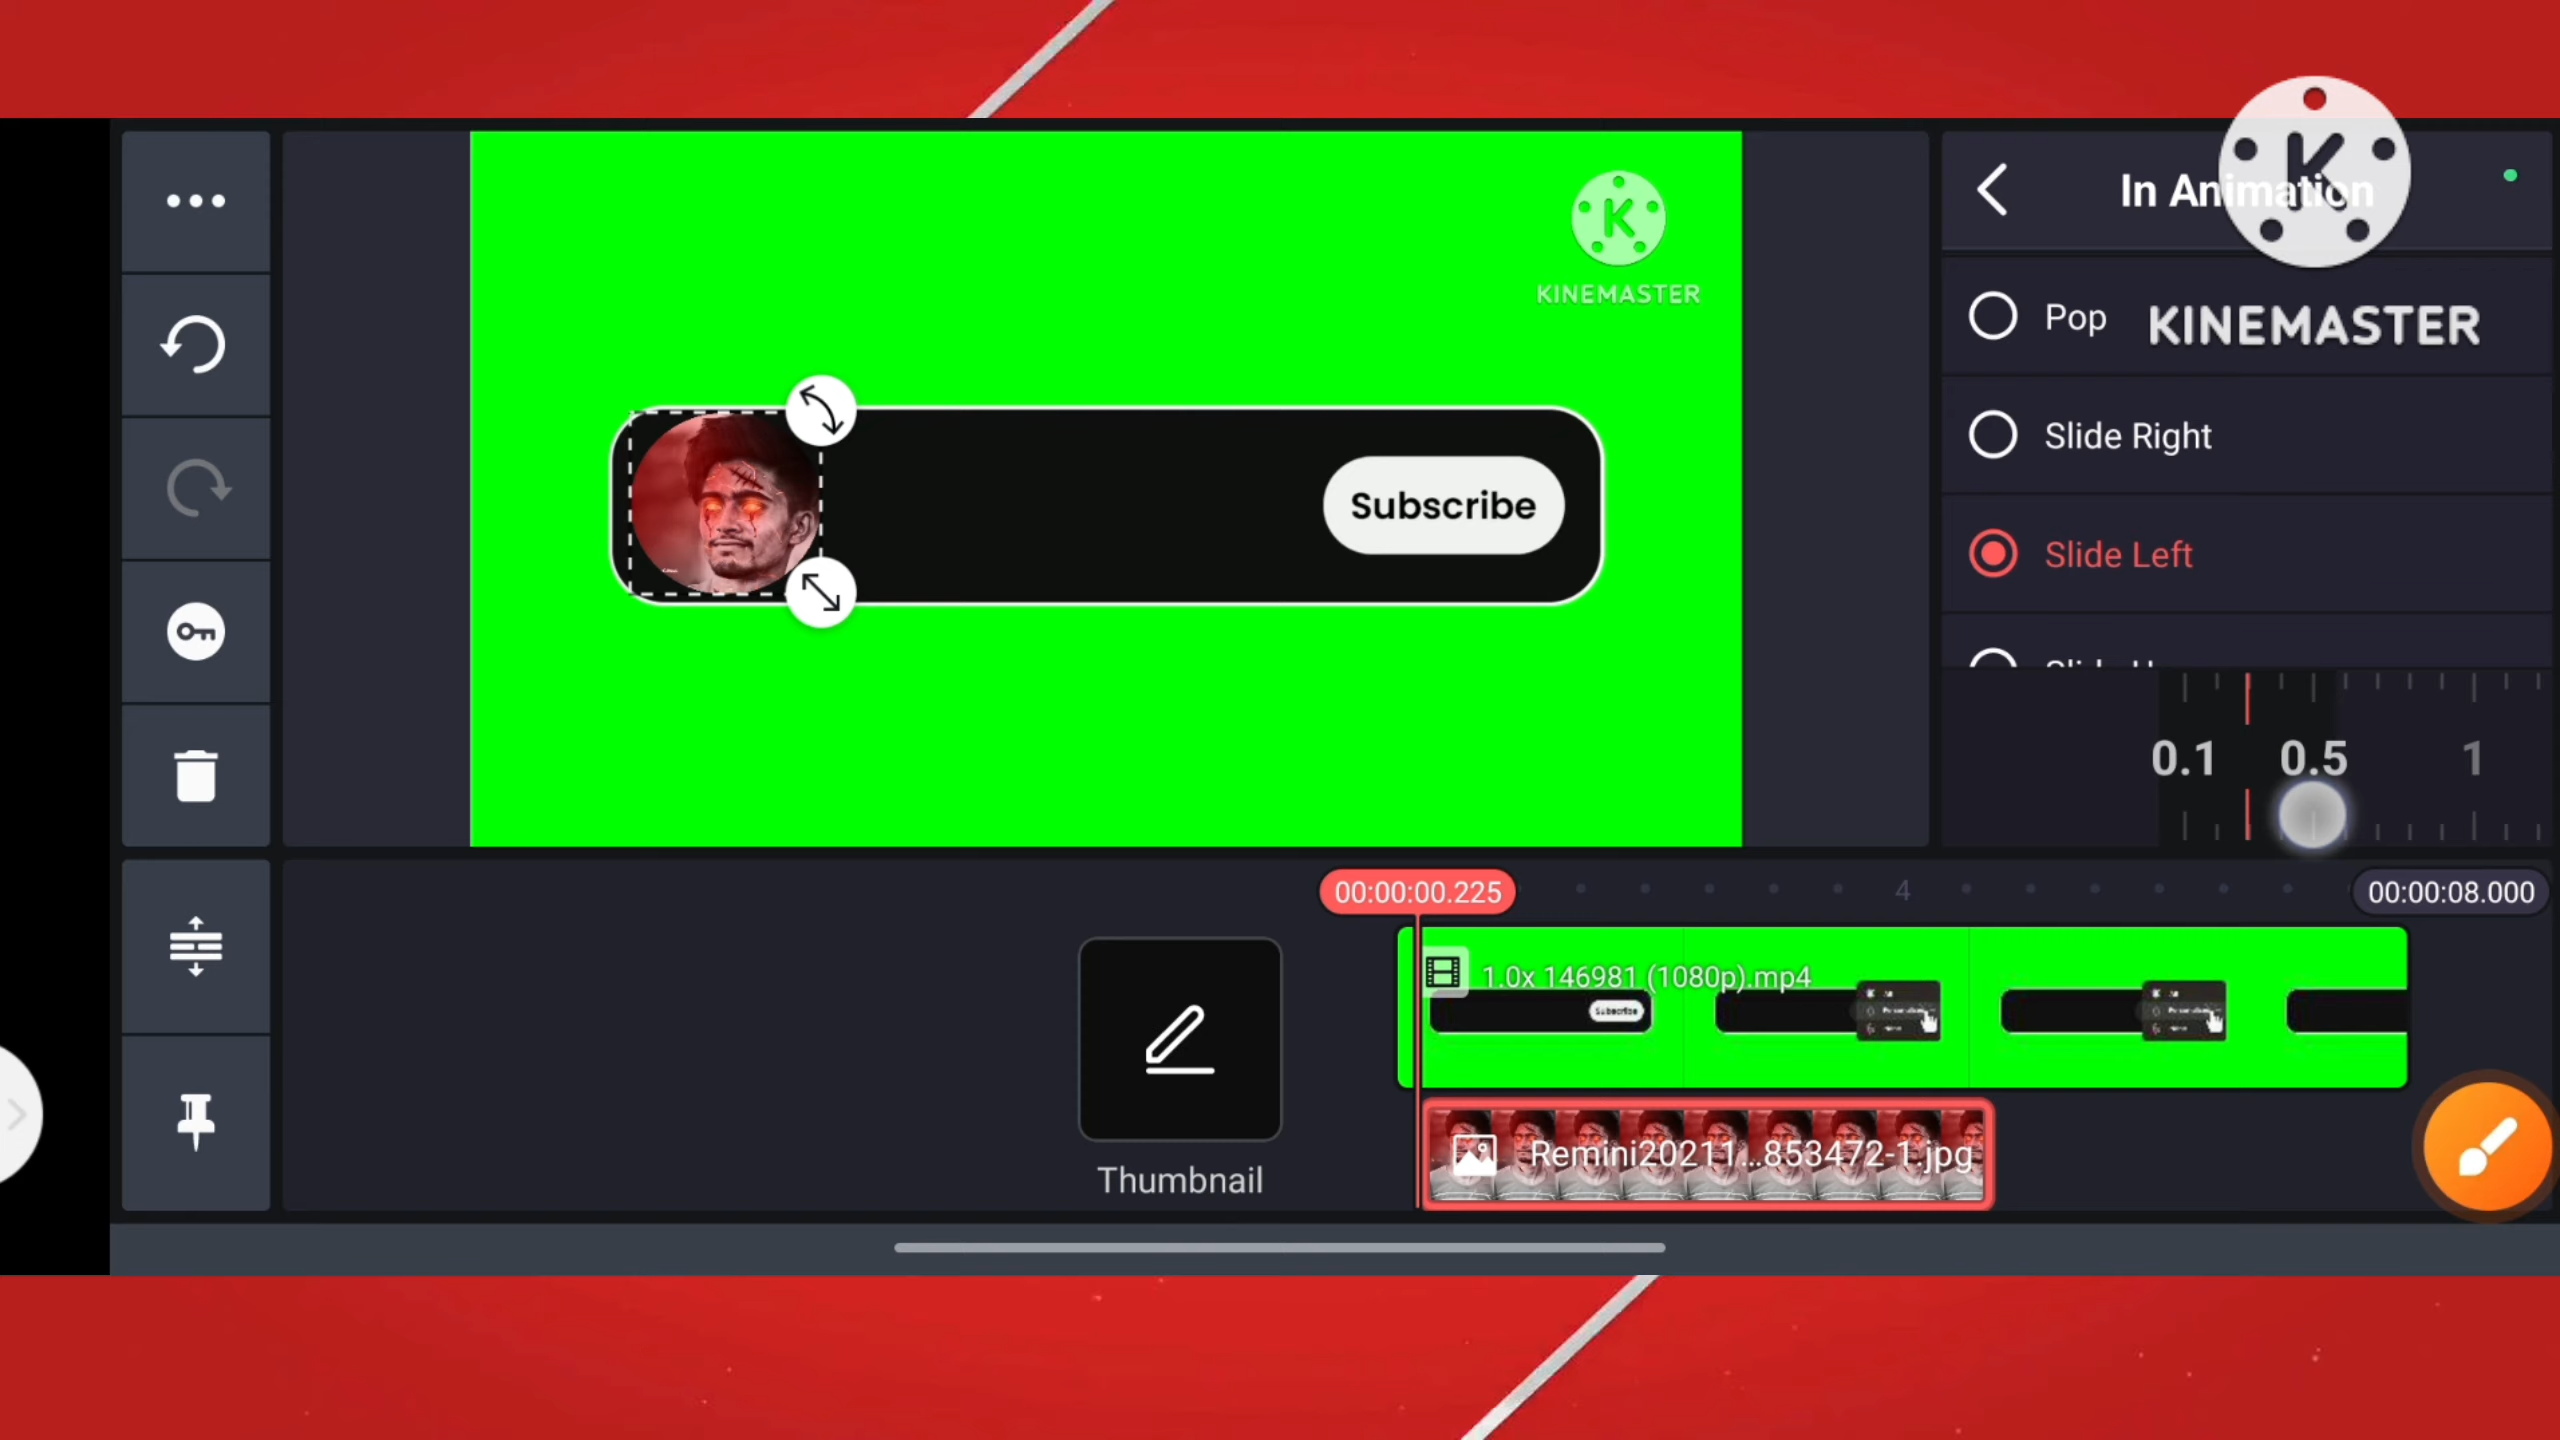 K
KINEMASTER
Subscribe
In Animation
K
KINEMASTER
Pop
Slide Right
Slide Left
0.1
0.5
1
00:00:00.225
4
00:00:08.000
1.0x 146981 (1080p).mp4
Subscribe
Thumbnail
Remini20211...853472-1.jpg